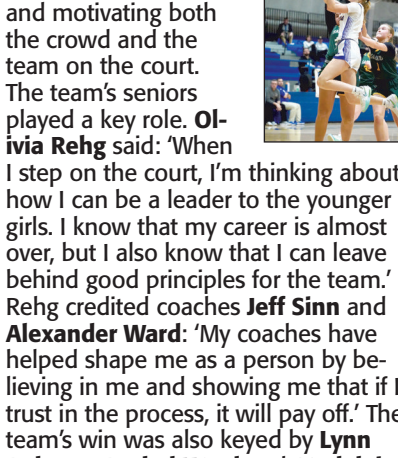 and motivating both
the crowd and the
team on the court.
The team’s seniors
played a key role. Ol-
ivia Rehg said: ‘When
I step on the court, I’m thinking about
how I can be a leader to the younger
girls. I know that my career is almost
over, but I also know that I can leave
behind good principles for the team.’
Rehg credited coaches Jeff Sinn and
Alexander Ward: ‘My coaches have
helped shape me as a person by be-
lieving in me and showing me that if I
trust in the process, it will pay off.’ The
team’s win was also keyed by Lynn